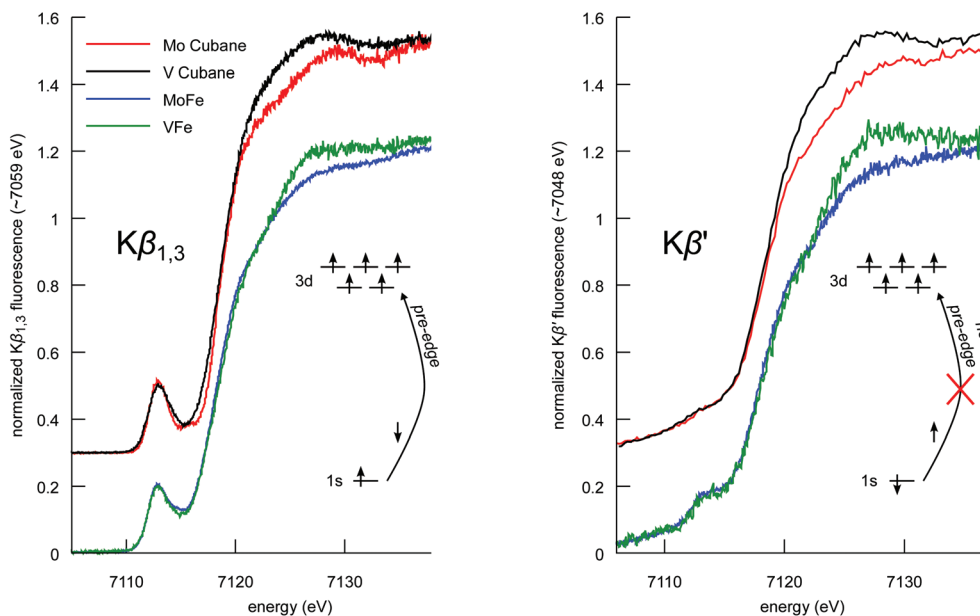 1.6
1.4
1.2
1
0.8
0.6
0.4
0.2
0
normalized Kβ1,3 fluorescence (~7059 eV)
Mo Cubane
V Cubane
MoFe
VFe
Kβ1,3
3d
pre-edge
1s
7110
7120
7130
energy (eV)
1.6
1.4
1.2
1
0.8
0.6
0.4
0.2
0
normalized Kβ' fluorescence (~7048 eV)
Kβ'
3d
pre-edge
1s
7110
7120
7130
energy (eV)